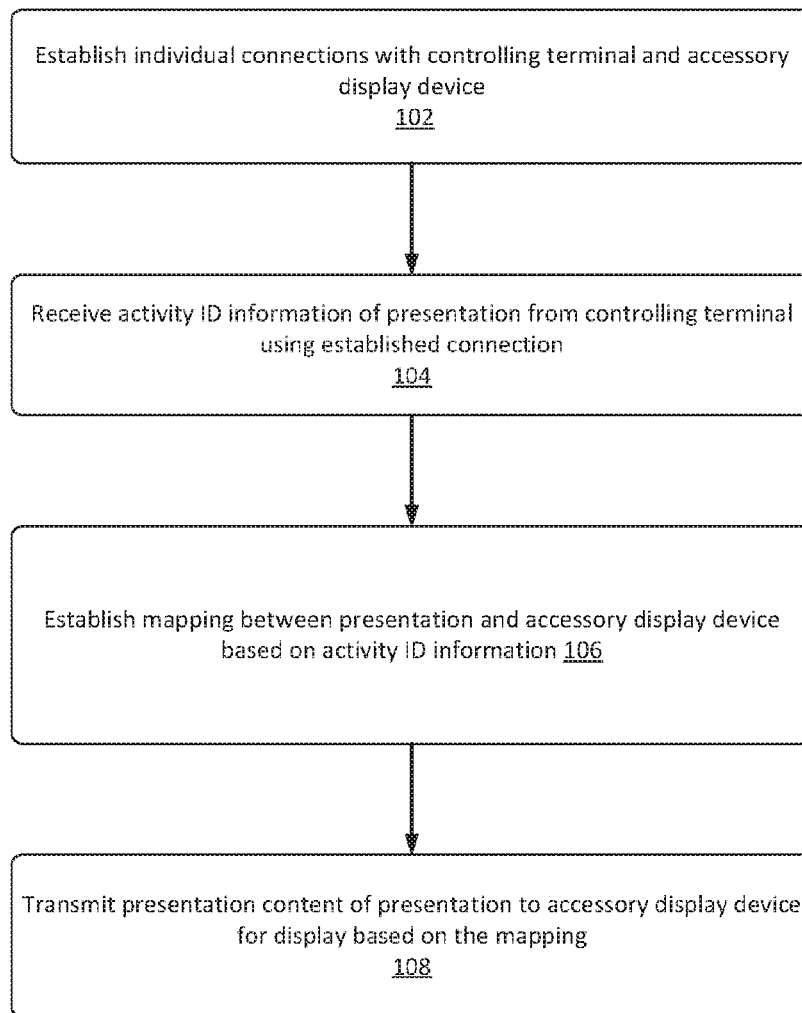 Establish individual connections with controlling terminal and accessory
display device
102
Receive activity ID information of presentation from controlling terminal
using established connection
104
Establish mapping between presentation and accessory display device
based on activity ID information 106
Transmit presentation content of presentation to accessory display device
for display based on the mapping
108